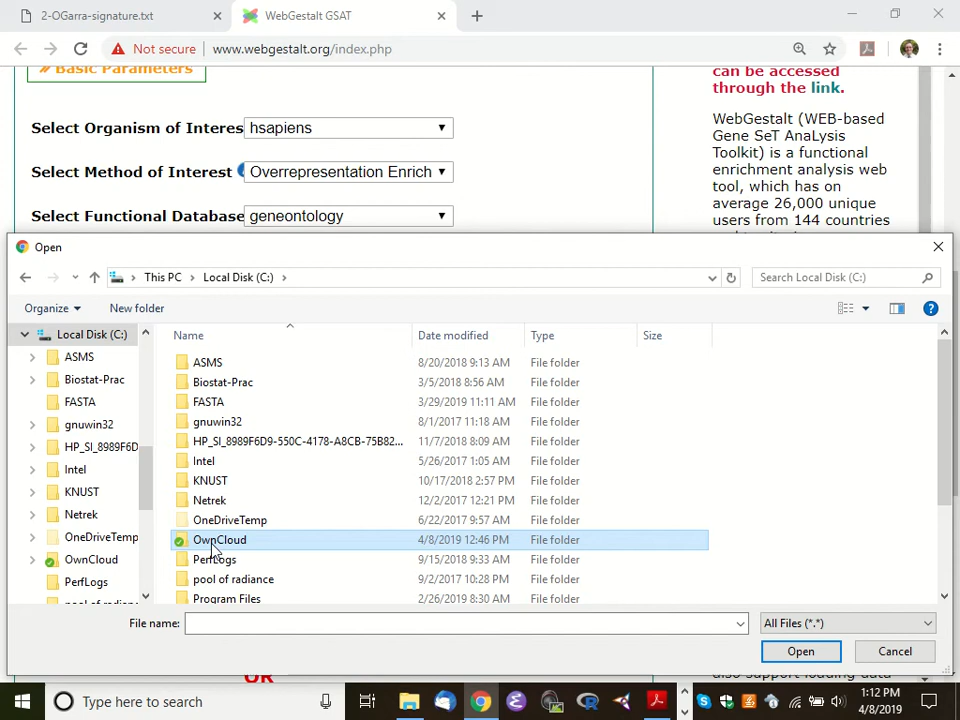 2-OGarra-signature.txt
WebGestalt GSAT
Not secure
www.webgestalt.org/index.php
Basic Parameters
can be accessed
through the link.
WebGestalt (WEB-based
Gene SeT AnaLysis
Toolkit) is a functional
enrichment analysis web
tool, which has on
average 26,000 unique
users from 144 countries
Select Organism of Interes
hsapiens
Select Method of Interest
Overrepresentation Enrich
Select Functional Database
geneontology
Open
This PC
Local Disk (C:)
Search Local Disk (C:)
Organize
New folder
Local Disk (C:)
ASMS
Biostat-Prac
FASTA
gnuwin32
HP_SI_8989F6D
Intel
KNUST
Netrek
OneDriveTemp
OwnCloud
PerfLogs
Name Date modified Type Size
ASMS 8/20/2018 9:13 AM File folder
Biostat-Prac 3/5/2018 8:56 AM File folder
FASTA 3/29/2019 11:11 AM File folder
gnuwin32 8/1/2017 11:18 AM File folder
HP_SI_8989F6D9-550C-4178-A8CB-75B82... 11/7/2018 8:09 AM File folder
Intel 5/26/2017 1:05 AM File folder
KNUST 10/17/2018 2:57 PM File folder
Netrek 12/2/2017 12:21 PM File folder
OneDriveTemp 6/22/2017 9:57 AM File folder
OwnCloud 4/8/2019 12:46 PM File folder
PerfLogs 9/15/2018 9:33 AM File folder
pool of radiance 9/2/2017 10:28 PM File folder
Program Files 2/26/2019 8:30 AM File folder
File name:
All Files (*.*)
Open
Cancel
OR
also support loading data
Type here to search
1:12 PM
4/8/2019